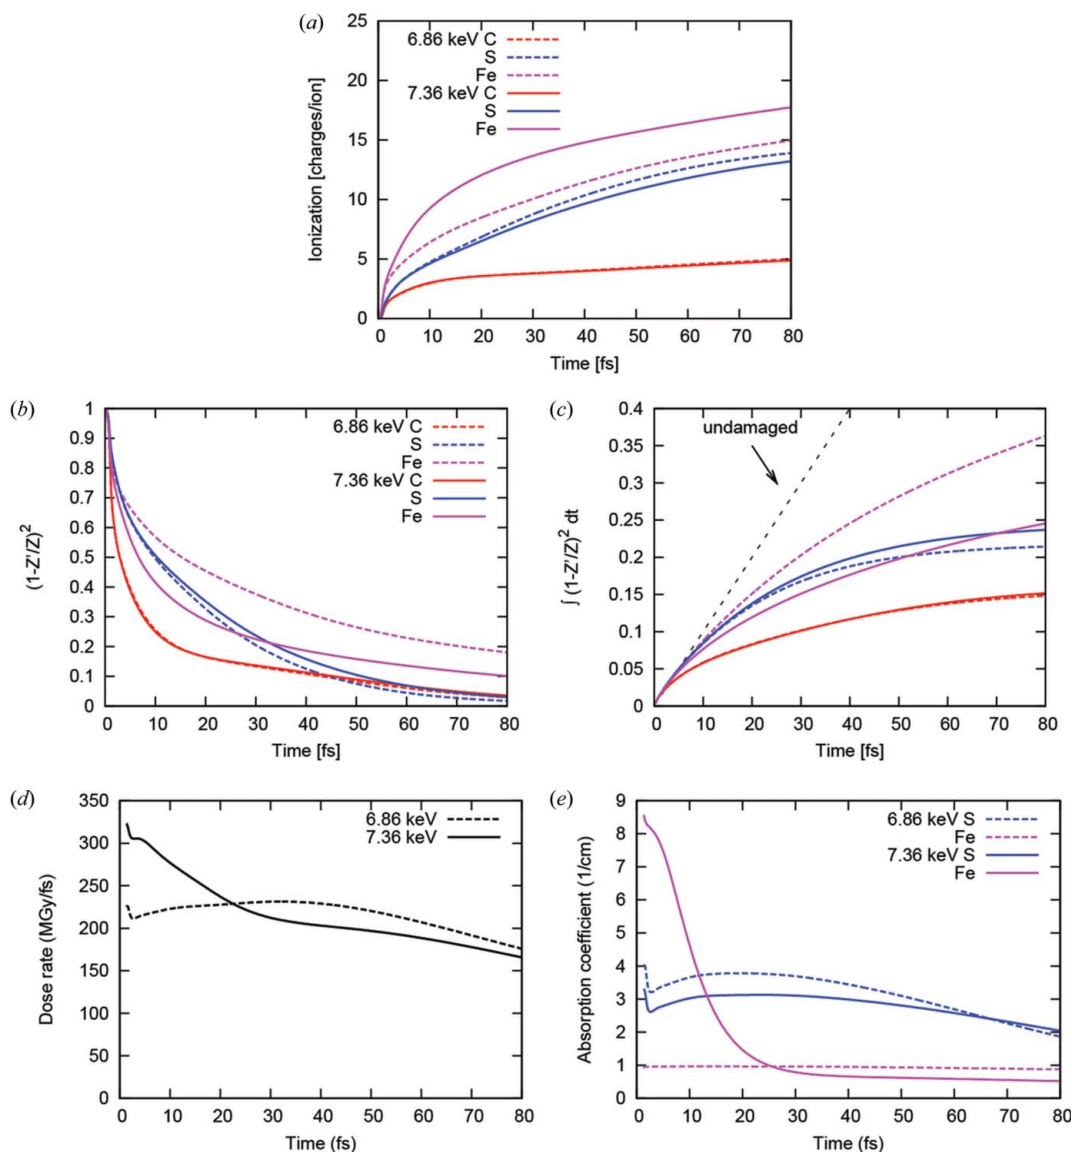 (a)
Ionization [charges/ion]
25
20
15
10
5
0
6.86 keV C
S
Fe
7.36 keV C
S
Fe
0 10 20 30 40 50 60 70 80
Time [fs]
(b)
(1-Z'/Z)²
1
0.9
0.8
0.7
0.6
0.5
0.4
0.3
0.2
0.1
0
6.86 keV C
S
Fe
7.36 keV C
S
Fe
0 10 20 30 40 50 60 70 80
Time [fs]
(c)
∫ (1-Z'/Z)² dt
0.4
0.35
0.3
0.25
0.2
0.15
0.1
0.05
0
undamaged
0 10 20 30 40 50 60 70 80
Time [fs]
(d)
Dose rate (MGy/fs)
350
300
250
200
150
100
50
0
6.86 keV
7.36 keV
0 10 20 30 40 50 60 70 80
Time (fs)
(e)
Absorption coefficient (1/cm)
9
8
7
6
5
4
3
2
1
0
6.86 keV S
Fe
7.36 keV S
Fe
0 10 20 30 40 50 60 70 80
Time (fs)